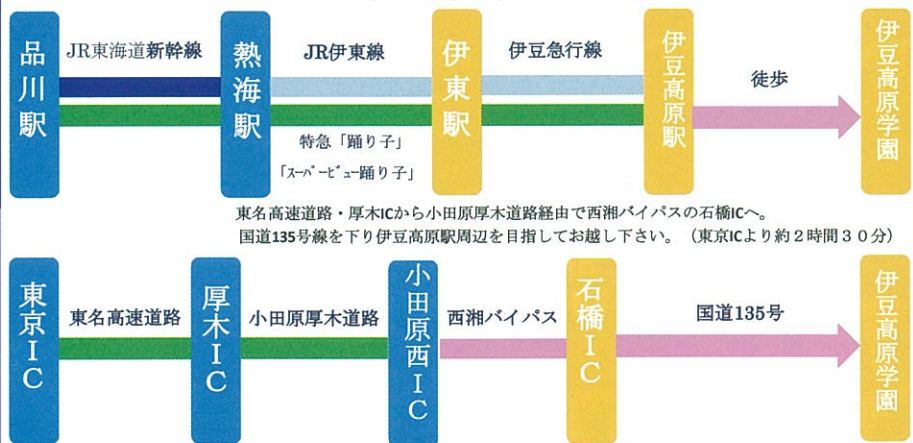 品川駅
JR東海道新幹線
熱海駅
JR伊東線
伊東駅
伊豆急行線
伊豆高原駅
徒歩
伊豆高原学園
特急「踊り子」
「スーパービュー踊り子」
東名高速道路・厚木ICから小田原厚木道路経由で西湘バイパスの石橋ICへ。
国道135号線を下り伊豆高原駅周辺を目指してお越し下さい。（東京ICより約２時間３０分）
東京ＩＣ
東名高速道路
厚木ＩＣ
小田原厚木道路
小田原西ＩＣ
西湘バイパス
石橋ＩＣ
国道135号
伊豆高原学園